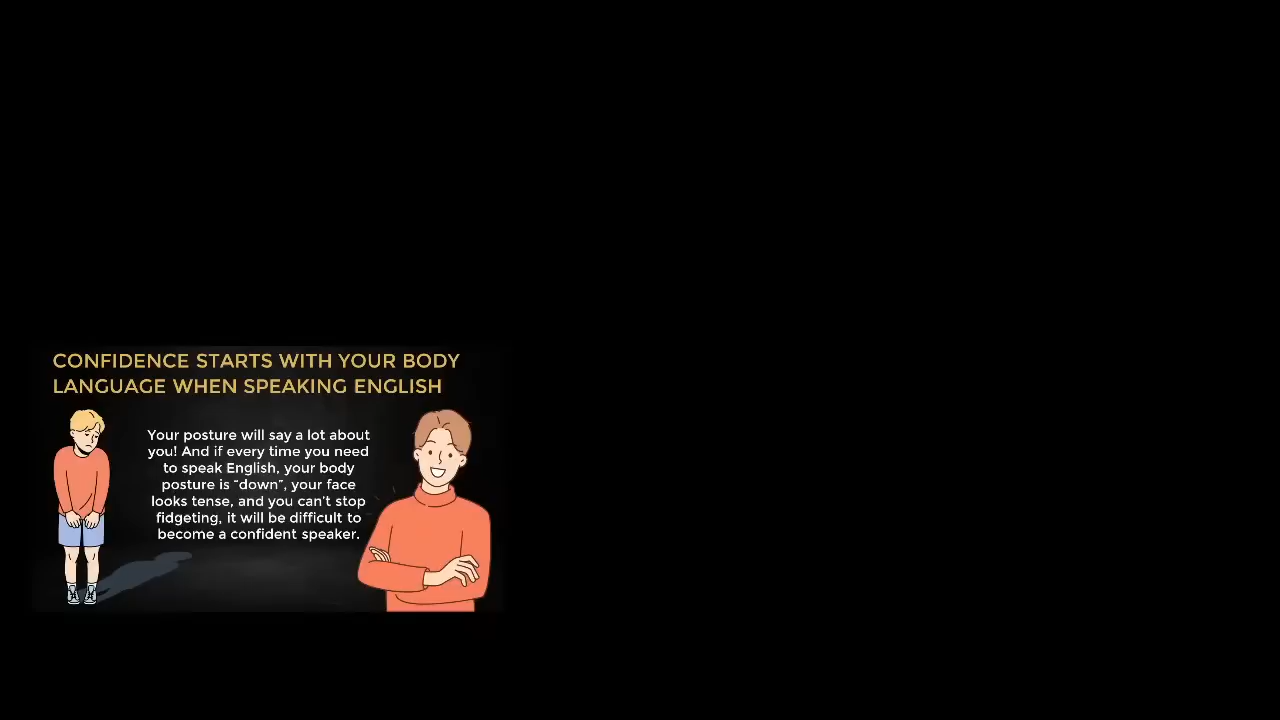 CONFIDENCE STARTS WITH YOUR BODY
LANGUAGE WHEN SPEAKING ENGLISH
Your posture will say a lot about
you! And if every time you need
to speak English, your body
posture is “down”, your face
looks tense, and you can’t stop
fidgeting, it will be difficult to
become a confident speaker.